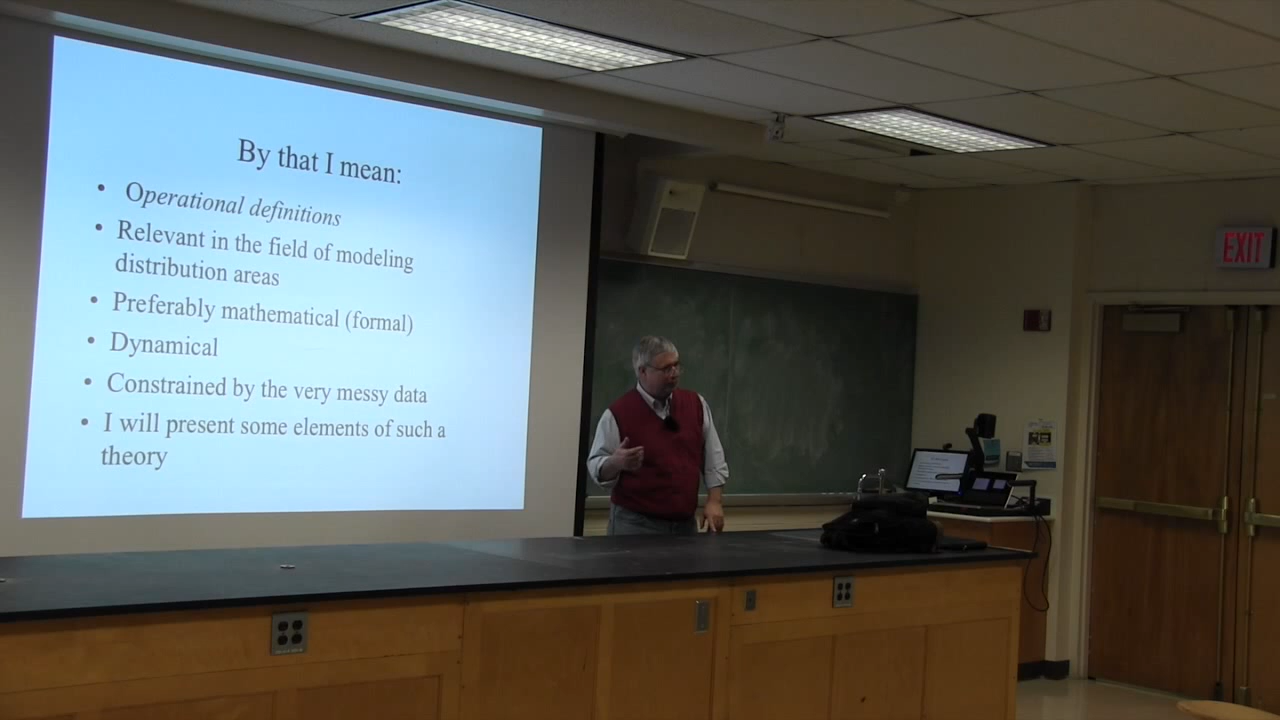 By that I mean:
• Operational definitions
• Relevant in the field of modeling
distribution areas
• Preferably mathematical (formal)
• Dynamical
• Constrained by the very messy data
• I will present some elements of such a
theory
EXIT